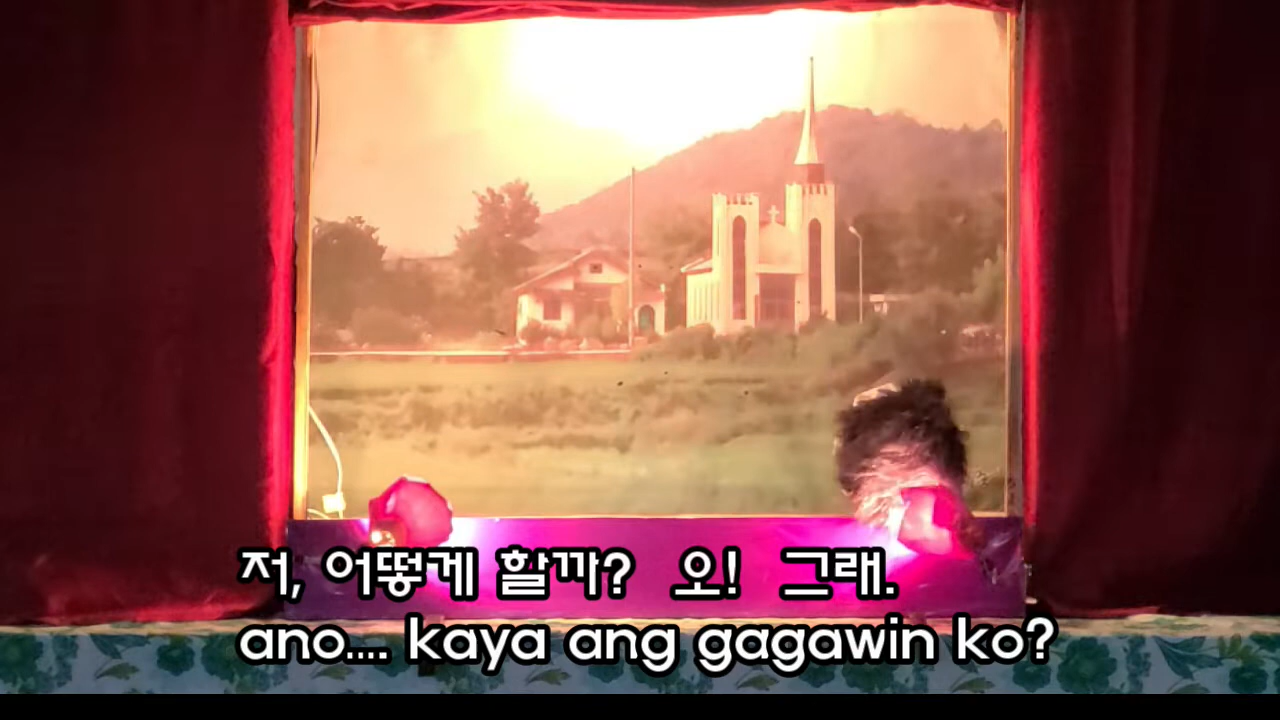 저, 어떻게 할까? 오! 그래.
ano.... kaya ang gagawin ko?